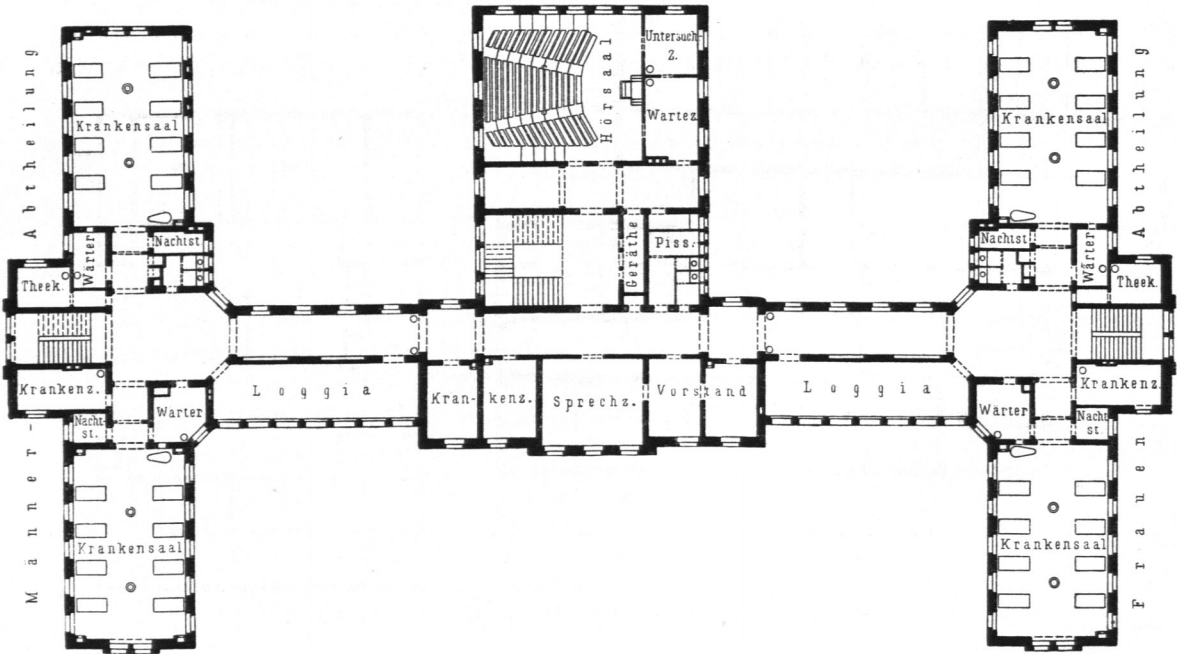 Männer-Abtheilung
Krankensaal
Wärter
Nachtst
Theek.
Krankenz.
Nacht-
st.
Warter
Krankensaal
Loggia
Hörsaal
Untersuch-
Z.
Wartez
Geräthe
Piss.
Kran-
kenz.
Sprechz.
Vorstand
Loggia
Krankensaal
Nachtst
Wärter
Theek.
Krankenz.
Nacht
st.
Wärter
Krankensaal
Frauen Abtheilung